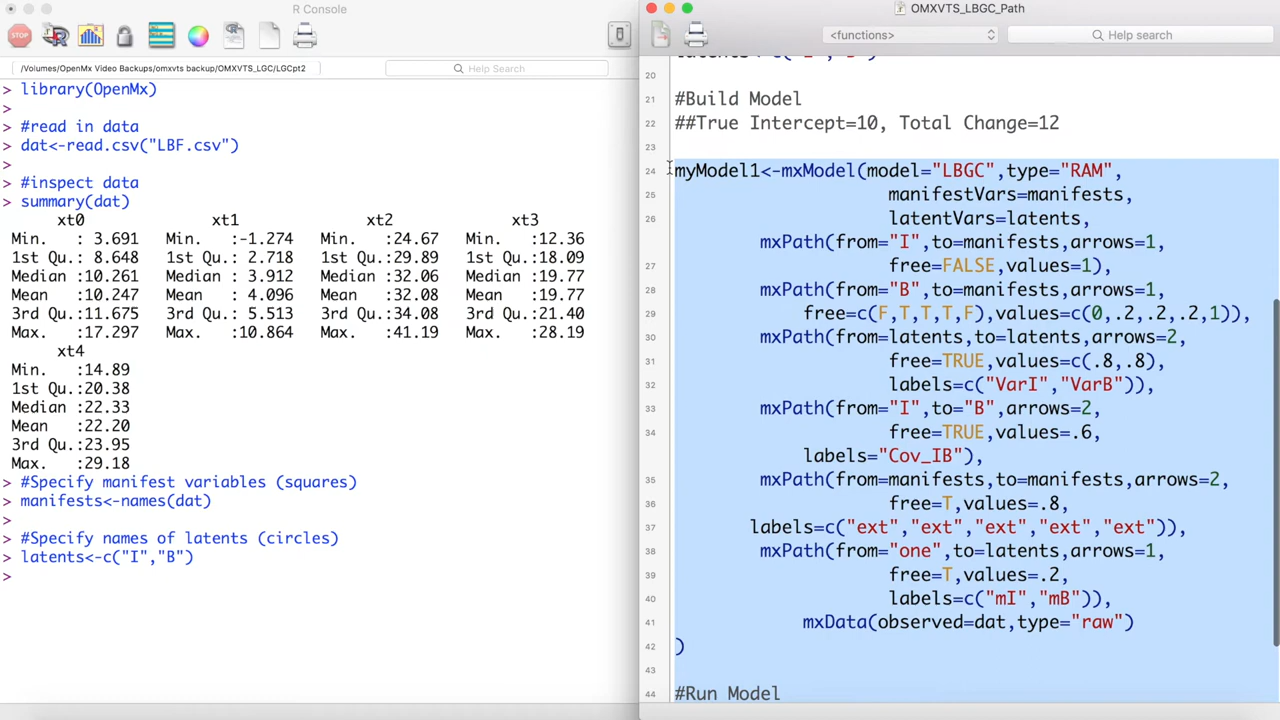 R Console
STOP
/Volumes/OpenMx Video Backups/omxvts backup/OMXVTS_LGC/LGCpt2
Help Search
> library(OpenMx)
>
> #read in data
> dat<-read.csv("LBF.csv")
>
> #inspect data
> summary(dat)
xt0 xt1 xt2 xt3
Min. : 3.691 Min. :-1.274 Min. :24.67 Min. :12.36
1st Qu.: 8.648 1st Qu.: 2.718 1st Qu.:29.89 1st Qu.:18.09
Median :10.261 Median : 3.912 Median :32.06 Median :19.77
Mean :10.247 Mean : 4.096 Mean :32.08 Mean :19.77
3rd Qu.:11.675 3rd Qu.: 5.513 3rd Qu.:34.08 3rd Qu.:21.40
Max. :17.297 Max. :10.864 Max. :41.19 Max. :28.19
xt4
Min. :14.89
1st Qu.:20.38
Median :22.33
Mean :22.20
3rd Qu.:23.95
Max. :29.18
> #Specify manifest variables (squares)
> manifests<-names(dat)
>
> #Specify names of latents (circles)
> latents<-c("I","B")
>
OMXVTS_LBGC_Path
<functions>
Help search
20
21 #Build Model
22 ##True Intercept=10, Total Change=12
23
24 myModel1<-mxModel(model="LBGC",type="RAM",
25 manifestVars=manifests,
26 latentVars=latents,
mxPath(from="I",to=manifests,arrows=1,
27 free=FALSE,values=1),
28 mxPath(from="B",to=manifests,arrows=1,
29 free=c(F,T,T,T,F),values=c(0,.2,.2,.2,1)),
30 mxPath(from=latents,to=latents,arrows=2,
31 free=TRUE,values=c(.8,.8),
32 labels=c("VarI","VarB")),
33 mxPath(from="I",to="B",arrows=2,
34 free=TRUE,values=.6,
labels="Cov_IB"),
35 mxPath(from=manifests,to=manifests,arrows=2,
36 free=T,values=.8,
37 labels=c("ext","ext","ext","ext","ext")),
38 mxPath(from="one",to=latents,arrows=1,
39 free=T,values=.2,
40 labels=c("mI","mB")),
41 mxData(observed=dat,type="raw")
42 )
43
44 #Run Model